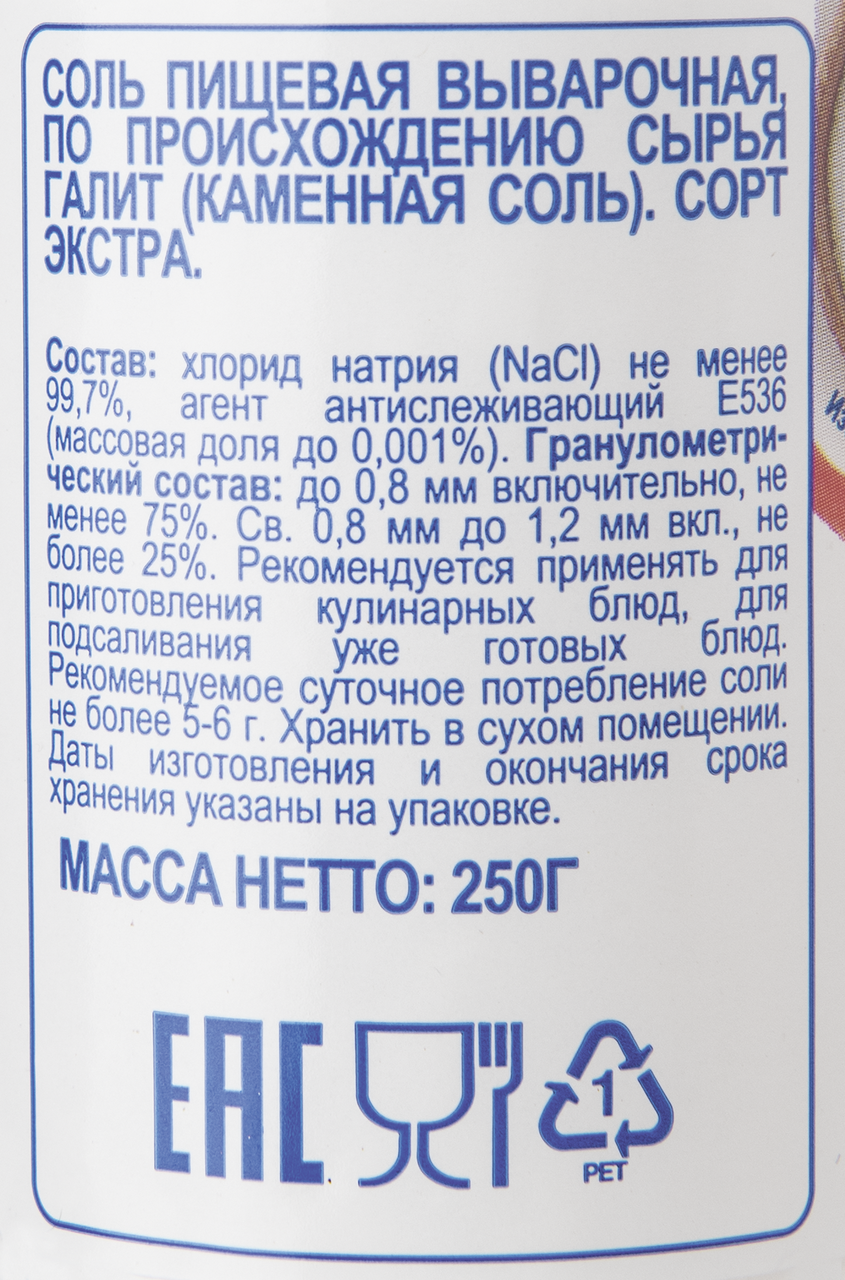 СОЛЬ ПИЩЕВАЯ ВЫВАРОЧНАЯ,
ПО ПРОИСХОЖДЕНИЮ СЫРЬЯ
ГАЛИТ (КАМЕННАЯ СОЛЬ). СОРТ
ЭКСТРА.
Состав: хлорид натрия (NaCl) не менее
99,7%, агент антислеживающий Е536
(массовая доля до 0,001%). Гранулометри-
ческий состав: до 0,8 мм включительно, не
менее 75%. Св. 0,8 мм до 1,2 мм вкл., не
более 25%. Рекомендуется применять для
приготовления кулинарных блюд, для
подсаливания уже готовых блюд.
Рекомендуемое суточное потребление соли
не более 5-6 г. Хранить в сухом помещении.
Даты изготовления и окончания срока
хранения указаны на упаковке.
МАССА НЕТТО: 250Г
ЕАС
1
PET